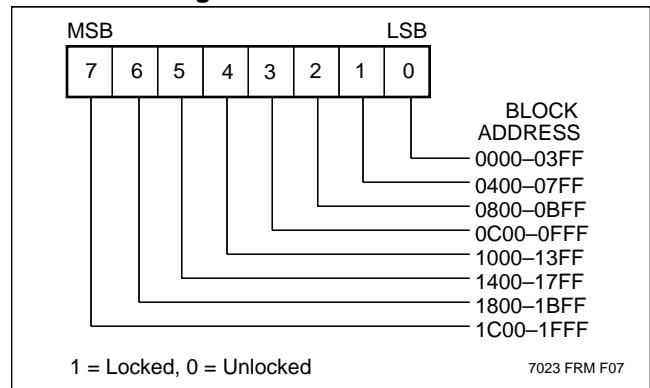 MSB LSB
7 6 5 4 3 2 1 0
BLOCK
ADDRESS
0000–03FF
0400–07FF
0800–0BFF
0C00–0FFF
1000–13FF
1400–17FF
1800–1BFF
1C00–1FFF
1 = Locked, 0 = Unlocked 7023 FRM F07